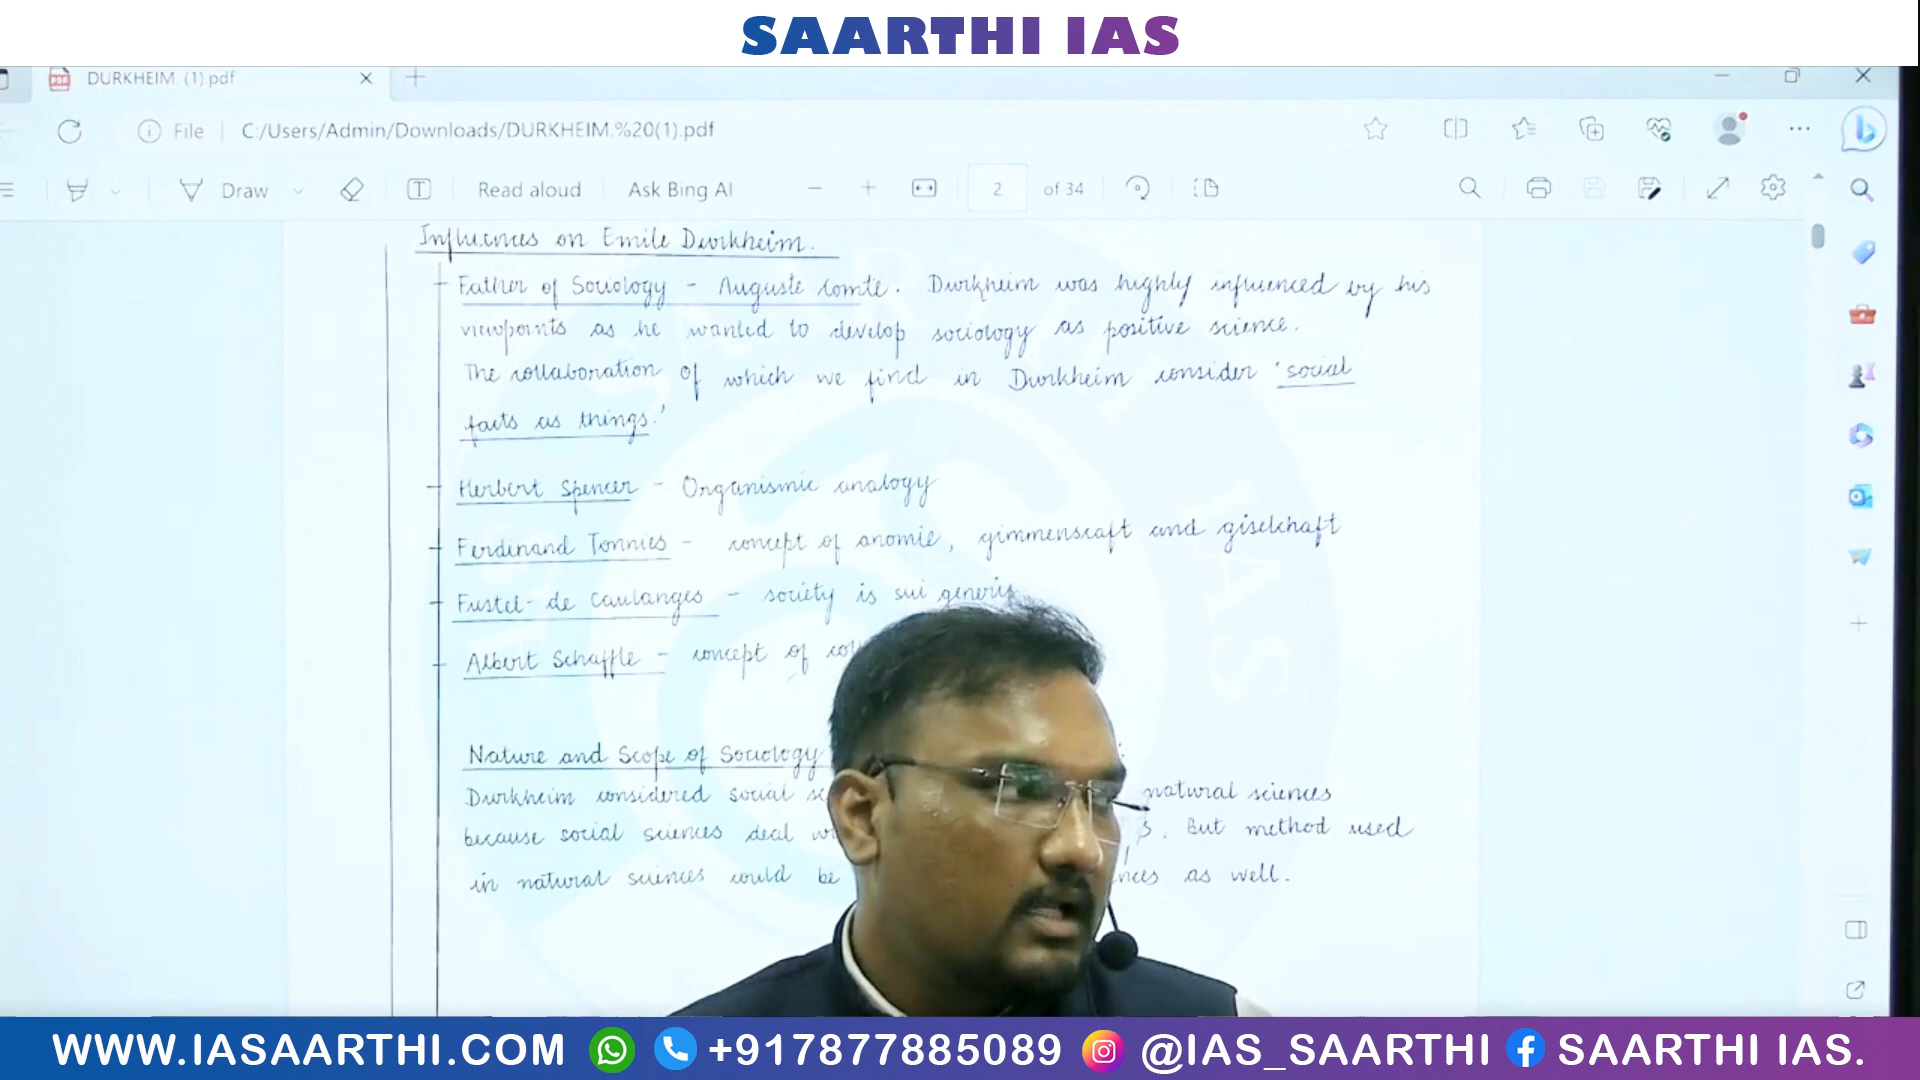 SAARTHI IAS
DURKHEIM. (1).pdf
File C:/Users/Admin/Downloads/DURKHEIM.%20(1).pdf
Draw Read aloud Ask Bing AI 2 of 34
Influences on Emile Durkheim.
Father of Sociology - Auguste Comte. Durkheim was highly influenced by his
viewpoints as he wanted to develop sociology as positive science.
The collaboration of which we find in Durkheim consider 'social
facts as things.'
Herbert Spencer - Organismic analogy
Ferdinand Tonnies - concept of anomie, gimmenscaft and giselchaft
Fustel-de Caulanges - society is sui generis
Albert Schaffle - concept of
Nature and Scope of Sociology
Durkheim considered social natural sciences
because social sciences deal But method used
in natural sciences could be as well.
WWW.IASAARTHI.COM +917877885089 @IAS_SAARTHI SAARTHI IAS.